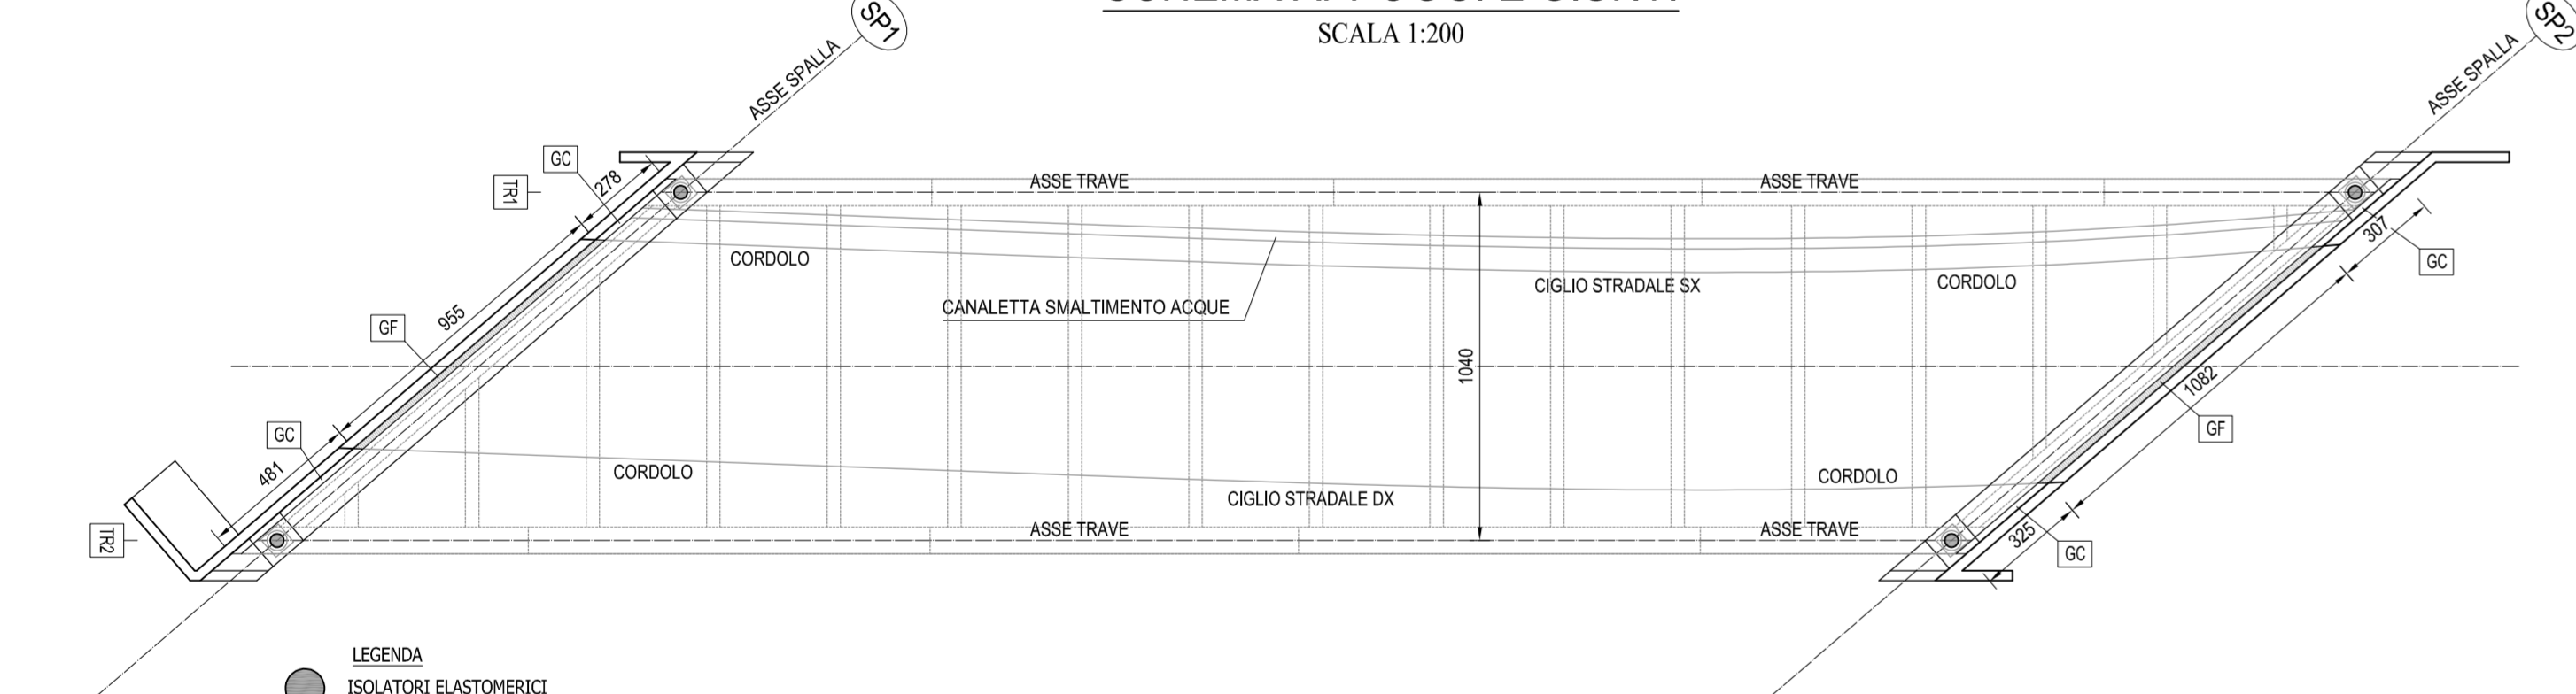 SCALA 1:200
SP1
SP2
ASSE SPALLA
ASSE SPALLA
GC
278
TR1
ASSE TRAVE
ASSE TRAVE
307
GC
CORDOLO
CIGLIO STRADALE SX
CORDOLO
CANALETTA SMALTIMENTO ACQUE
955
GF
1040
1082
GF
GC
481
CORDOLO
CORDOLO
CIGLIO STRADALE DX
TR2
ASSE TRAVE
ASSE TRAVE
325
GC
LEGENDA
ISOLATORI ELASTOMERICI